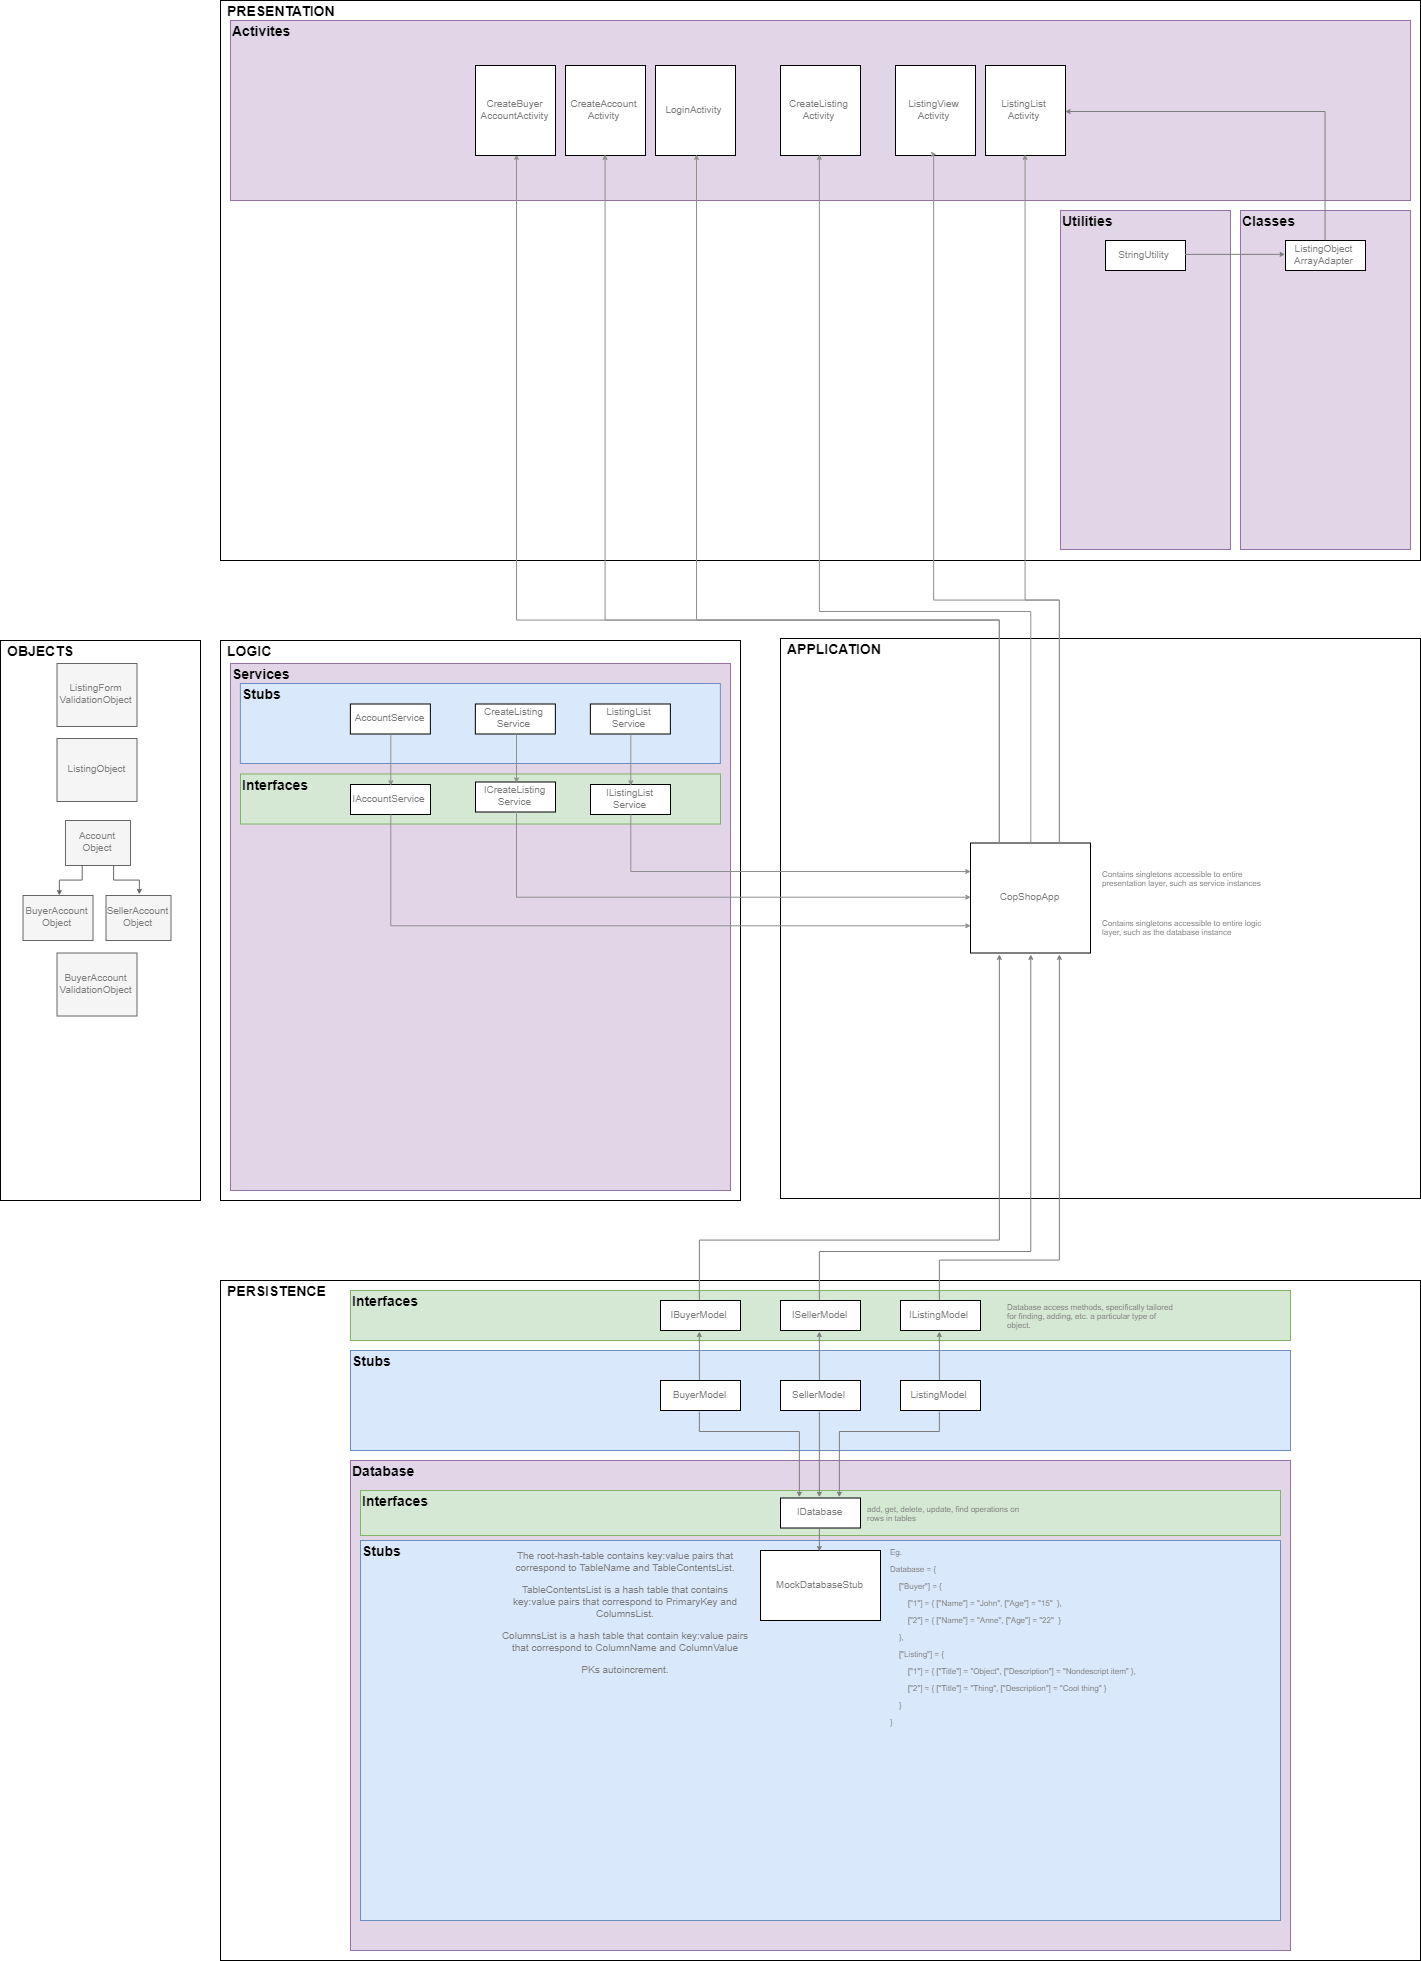 PRESENTATION
Activites
CreateBuyer
AccountActivity
CreateAccount
Activity
LoginActivity
CreateListing
Activity
ListingView
Activity
ListingList
Activity
Utilities
StringUtility
Classes
ListingObject
ArrayAdapter
OBJECTS
ListingForm
ValidationObject
ListingObject
Account
Object
BuyerAccount
Object
SellerAccount
Object
BuyerAccount
ValidationObject
LOGIC
Services
Stubs
AccountService
CreateListing
Service
ListingList
Service
Interfaces
IAccountService
ICreateListing
Service
IListingList
Service
APPLICATION
CopShopApp
Contains singletons accessible to entire
presentation layer, such as service instances
Contains singletons accessible to entire logic
layer, such as the database instance
PERSISTENCE
Interfaces
IBuyerModel
ISellerModel
IListingModel
Database access methods, specifically tailored
for finding, adding, etc. a particular type of
object.
Stubs
BuyerModel
SellerModel
ListingModel
Database
Interfaces
IDatabase
add, get, delete, update, find operations on
rows in tables
Stubs
The root-hash-table contains key:value pairs that
correspond to TableName and TableContentsList.
TableContentsList is a hash table that contains
key:value pairs that correspond to PrimaryKey and
ColumnsList.
ColumnsList is a hash table that contain key:value pairs
that correspond to ColumnName and ColumnValue
PKs autoincrement.
MockDatabaseStub
Eg.
Database = {
["Buyer"] = {
["1"] = { ["Name"] = "John", ["Age"] = "15" },
["2"] = { ["Name"] = "Anne", ["Age"] = "22" }
},
["Listing"] = {
["1"] = { ["Title"] = "Object", ["Description"] = "Nondescript item" },
["2"] = { ["Title"] = "Thing", ["Description"] = "Cool thing" }
}
}